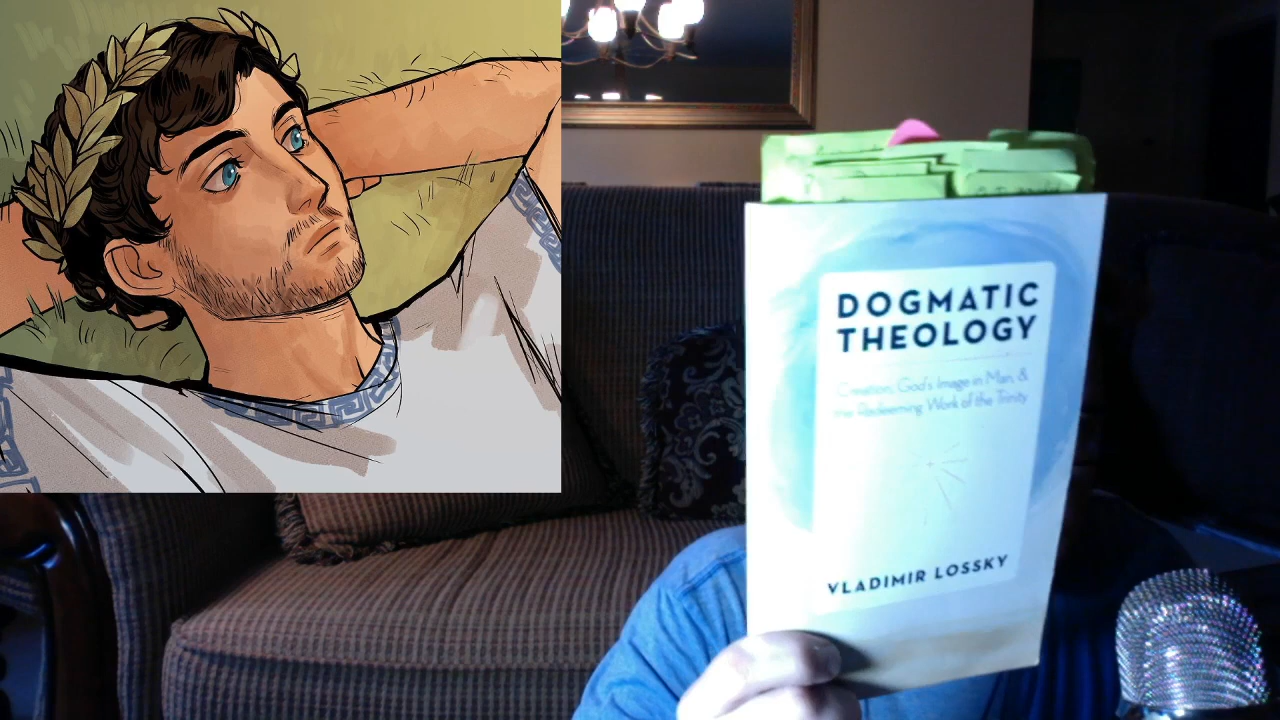 DOGMATIC
THEOLOGY
Creation, God's Image in Man, &
the Redeeming Work of the Trinity
VLADIMIR LOSSKY